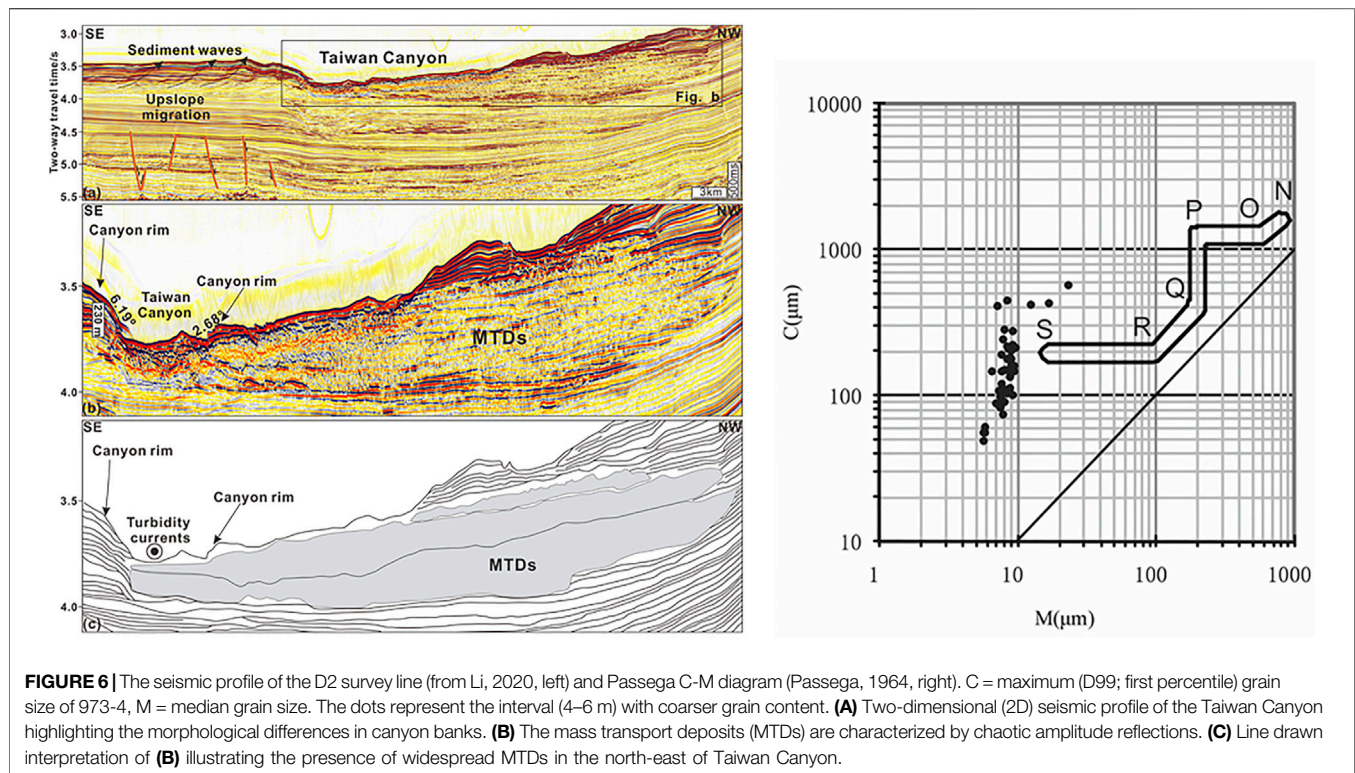 SE
NW
3.0
Sediment waves
Taiwan Canyon
3.5
Upslope
migration
Fig. b
4.0
4.5
5.0
5.5
Two-way travel time/s
3km
500ms
(a)
SE
NW
Canyon rim
Canyon rim
3.5
6.19°
Taiwan
Canyon
230 m
2.68°
MTDs
4.0
(b)
SE
NW
Canyon rim
Canyon rim
3.5
Turbidity
currents
MTDs
4.0
(c)
10000
1000
100
10
C(μm)
N
O
P
Q
R
S
1
10
100
1000
M(μm)
FIGURE 6 | The seismic profile of the D2 survey line (from Li, 2020, left) and Passega C-M diagram (Passega, 1964, right). C = maximum (D99; first percentile) grain
size of 973-4, M = median grain size. The dots represent the interval (4–6 m) with coarser grain content. (A) Two-dimensional (2D) seismic profile of the Taiwan Canyon
highlighting the morphological differences in canyon banks. (B) The mass transport deposits (MTDs) are characterized by chaotic amplitude reflections. (C) Line drawn
interpretation of (B) illustrating the presence of widespread MTDs in the north-east of Taiwan Canyon.